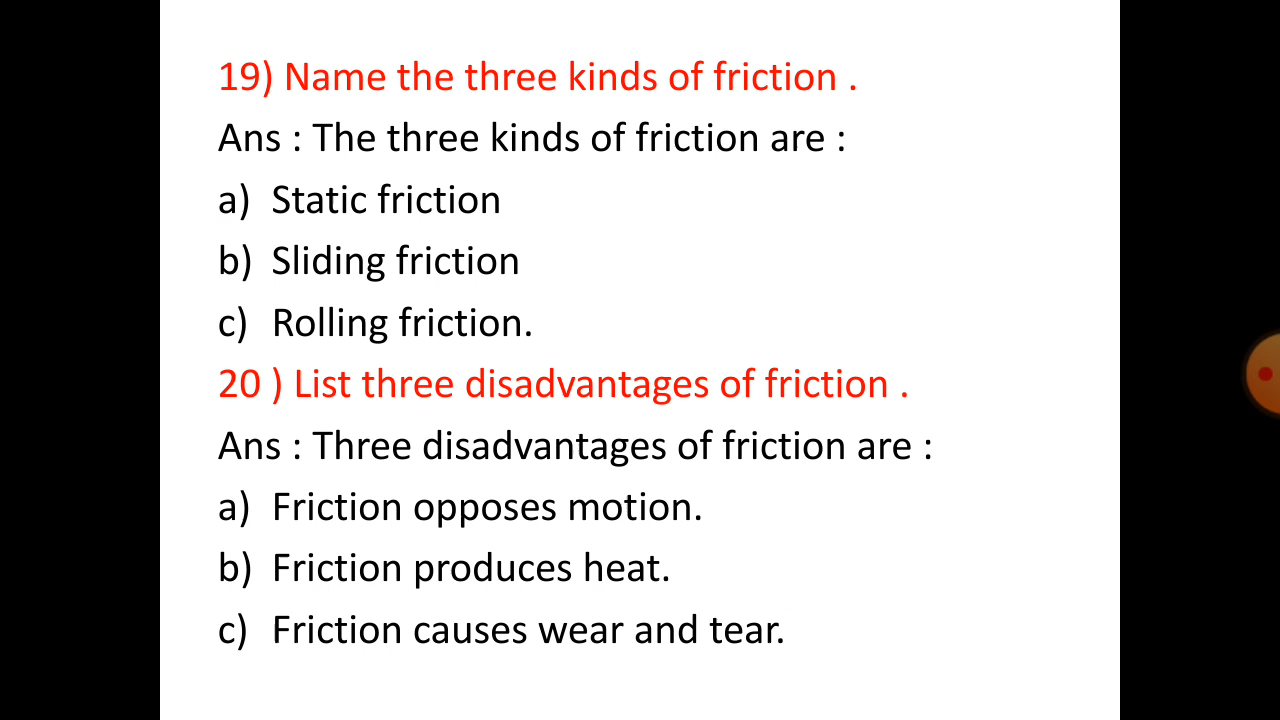 19) Name the three kinds of friction .
Ans : The three kinds of friction are :
a) Static friction
b) Sliding friction
c) Rolling friction.
20 ) List three disadvantages of friction .
Ans : Three disadvantages of friction are :
a) Friction opposes motion.
b) Friction produces heat.
c) Friction causes wear and tear.